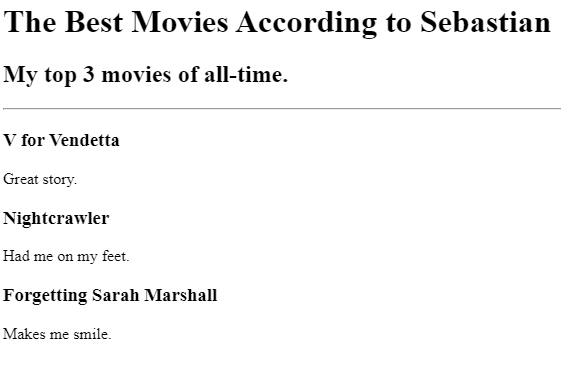 The Best Movies According to Sebastian
My top 3 movies of all-time.
V for Vendetta
Great story.
Nightcrawler
Had me on my feet.
Forgetting Sarah Marshall
Makes me smile.